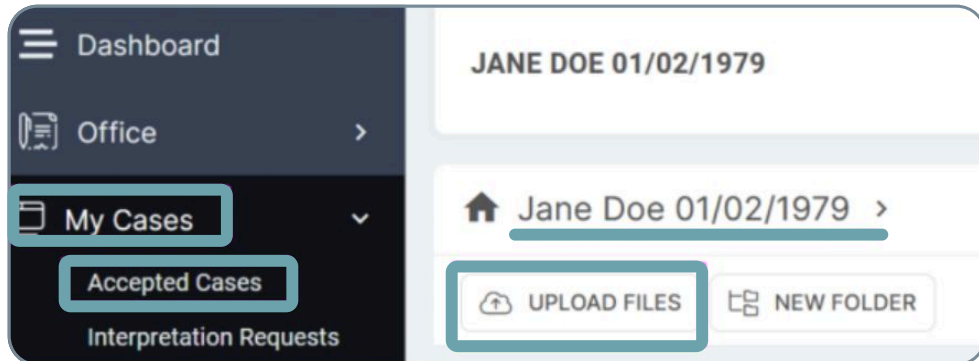 Dashboard
Office
My Cases
Accepted Cases
Interpretation Requests
JANE DOE 01/02/1979
Jane Doe 01/02/1979
UPLOAD FILES NEW FOLDER